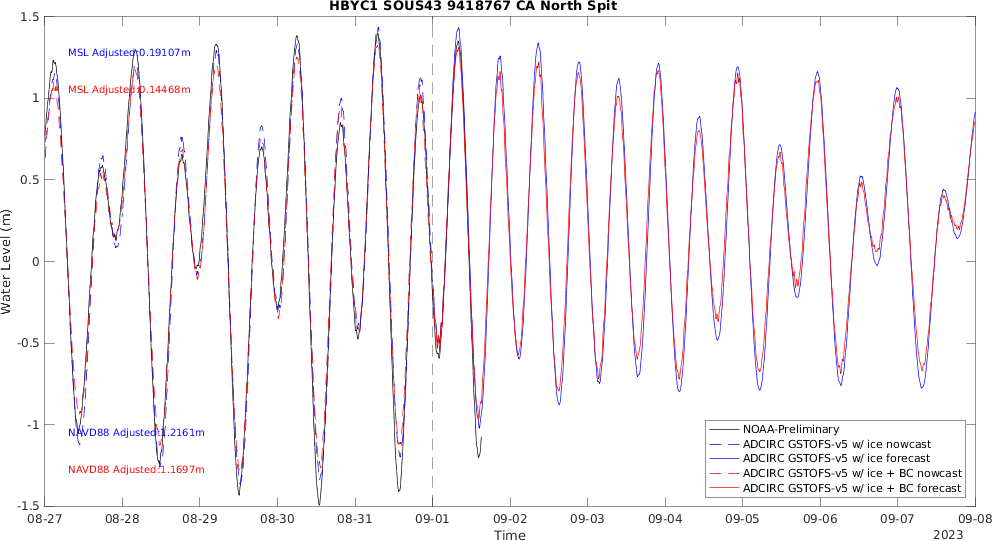 HBYC1 SOUS43 9418767 CA North Spit
1.5
1
0.5
0
-0.5
-1
-1.5
Water Level (m)
MSL Adjusted:0.19107m
MSL Adjusted:0.14468m
NAVD88 Adjusted:1.2161m
NAVD88 Adjusted:1.1697m
NOAA-Preliminary
ADCIRC GSTOFS-v5 w/ ice nowcast
ADCIRC GSTOFS-v5 w/ ice forecast
ADCIRC GSTOFS-v5 w/ ice + BC nowcast
ADCIRC GSTOFS-v5 w/ ice + BC forecast
08-27 08-28 08-29 08-30 08-31 09-01 09-02 09-03 09-04 09-05 09-06 09-07 09-08
Time
2023